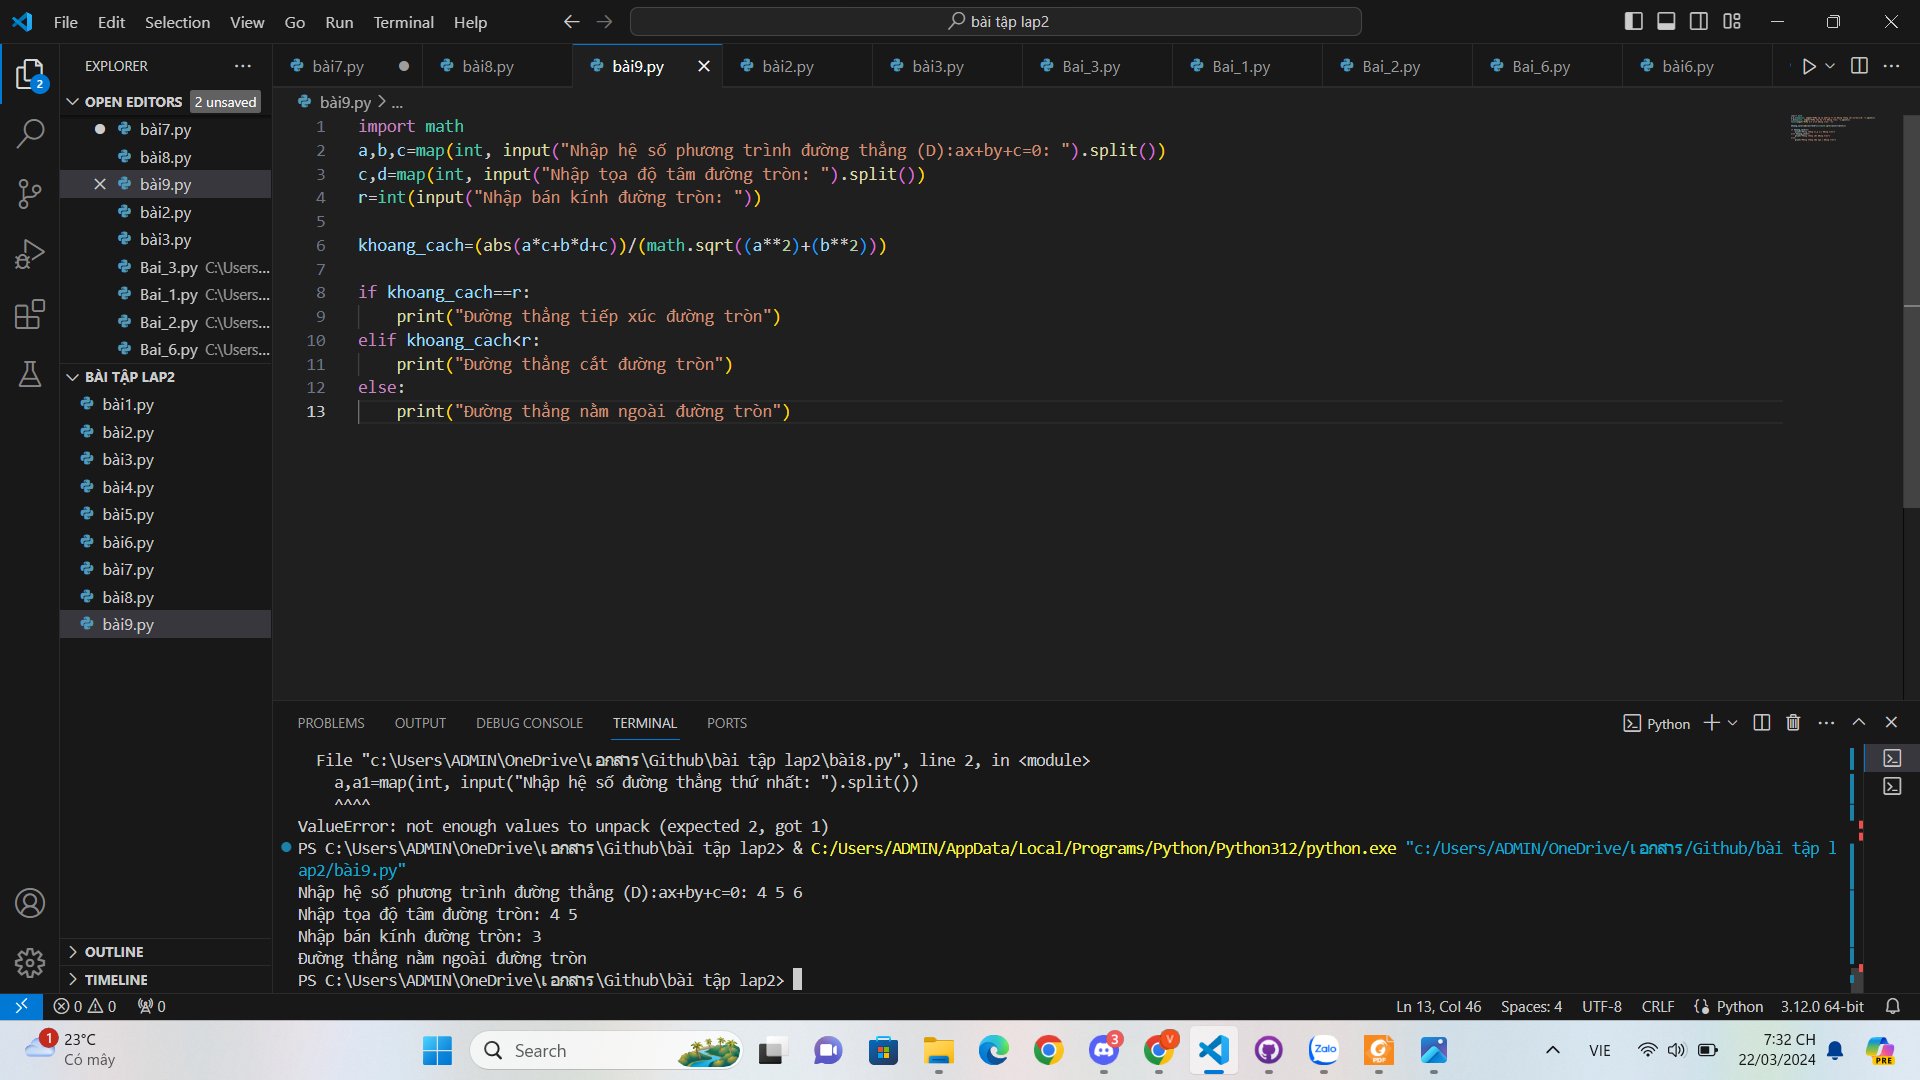 File Edit Selection View Go Run Terminal Help
bài tập lap2
EXPLORER
2
OPEN EDITORS 2 unsaved
bài7.py
bài8.py
bài9.py
bài2.py
bài3.py
Bai_3.py C:\Users...
Bai_1.py C:\Users...
Bai_2.py C:\Users...
Bai_6.py C:\Users...
BÀI TẬP LAP2
bài1.py
bài2.py
bài3.py
bài4.py
bài5.py
bài6.py
bài7.py
bài8.py
bài9.py
OUTLINE
TIMELINE
bài7.py bài8.py bài9.py bài2.py bài3.py Bai_3.py Bai_1.py Bai_2.py Bai_6.py bài6.py
bài9.py > ...
1 import math
2 a,b,c=map(int, input("Nhập hệ số phương trình đường thẳng (D):ax+by+c=0: ").split())
3 c,d=map(int, input("Nhập tọa độ tâm đường tròn: ").split())
4 r=int(input("Nhập bán kính đường tròn: "))
5
6 khoang_cach=(abs(a*c+b*d+c))/(math.sqrt((a**2)+(b**2)))
7
8 if khoang_cach==r:
9 print("Đường thẳng tiếp xúc đường tròn")
10 elif khoang_cach<r:
11 print("Đường thẳng cắt đường tròn")
12 else:
13 print("Đường thẳng nằm ngoài đường tròn")
PROBLEMS OUTPUT DEBUG CONSOLE TERMINAL PORTS
Python
File "c:\Users\ADMIN\OneDrive\เอกสาร\Github\bài tập lap2\bài8.py", line 2, in <module>
a,a1=map(int, input("Nhập hệ số đường thẳng thứ nhất: ").split())
^^^^
ValueError: not enough values to unpack (expected 2, got 1)
PS C:\Users\ADMIN\OneDrive\เอกสาร\Github\bài tập lap2> & C:/Users/ADMIN/AppData/Local/Programs/Python/Python312/python.exe "c:/Users/ADMIN/OneDrive/เอกสาร/Github/bài tập l
ap2/bài9.py"
Nhập hệ số phương trình đường thẳng (D):ax+by+c=0: 4 5 6
Nhập tọa độ tâm đường tròn: 4 5
Nhập bán kính đường tròn: 3
Đường thẳng nằm ngoài đường tròn
PS C:\Users\ADMIN\OneDrive\เอกสาร\Github\bài tập lap2>
0 0 0
Ln 13, Col 46 Spaces: 4 UTF-8 CRLF Python 3.12.0 64-bit
1
23°C
Có mây
Search
3
V
Zalo
PDF
VIE
7:32 CH
22/03/2024
PRE